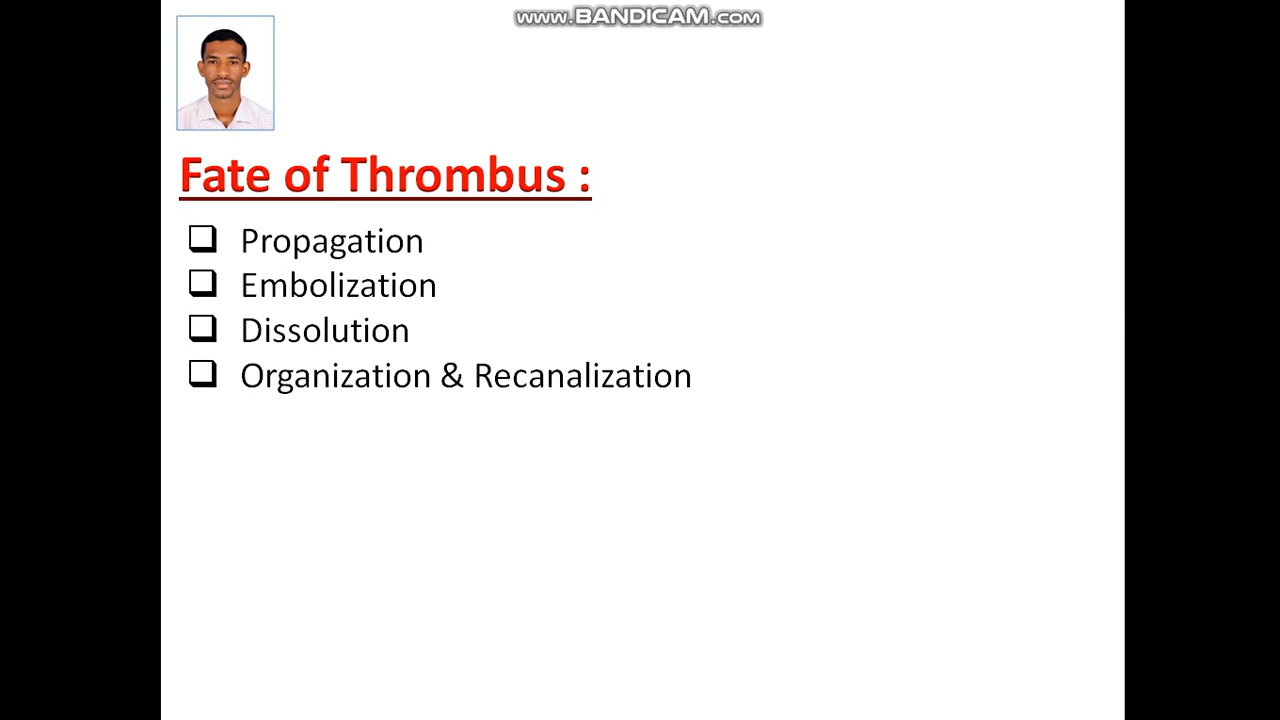 www.BANDICAM.com
Fate of Thrombus :
Propagation
Embolization
Dissolution
Organization & Recanalization